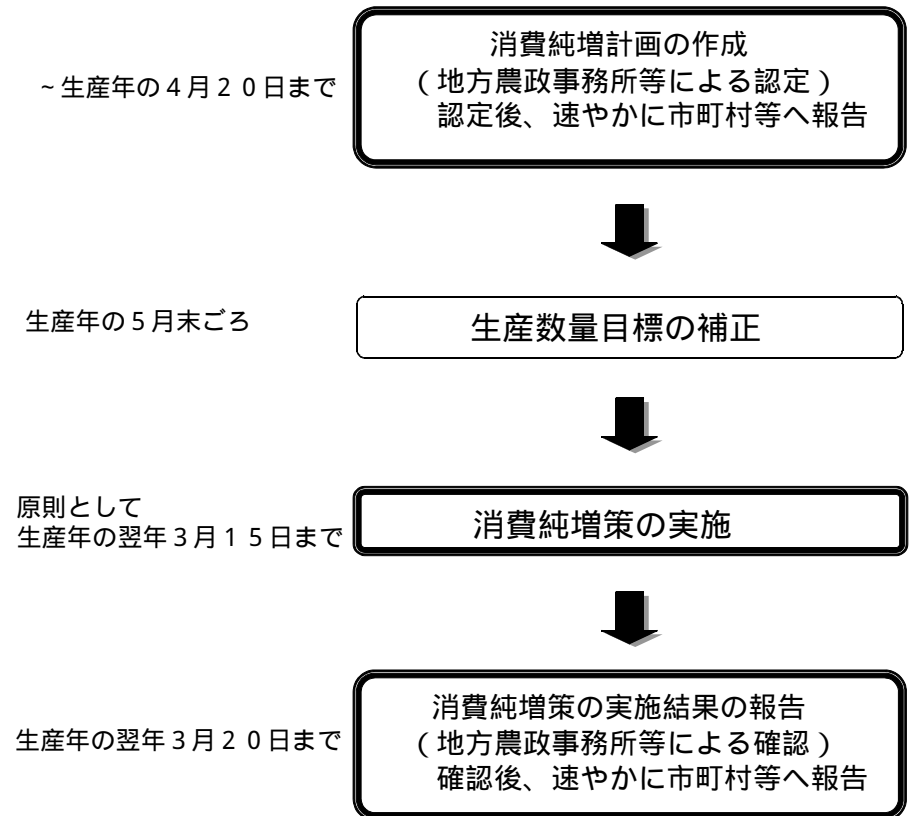 消費純増計画の作成
~生産年の4月20日まで
(地方農政事務所等による認定)
認定後、速やかに市町村等へ報告
生産年の5月末ごろ
生産数量目標の補正
原則として
生産年の翌年3月15日まで
消費純増策の実施
消費純増策の実施結果の報告
生産年の翌年3月20日まで
(地方農政事務所等による確認)
確認後、速やかに市町村等へ報告